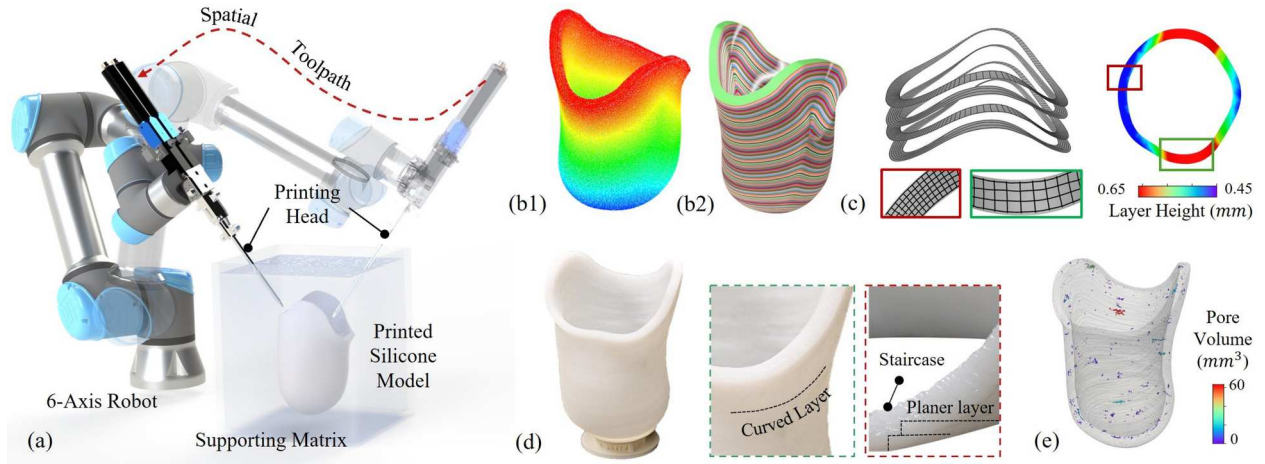 Spatial
Toolpath
Printing
Head
Printed
Silicone
Model
6-Axis Robot
Supporting Matrix
(a)
(b1)
(b2)
(c)
0.65
0.45
Layer Height (mm)
(d)
Curved Layer
Staircase
Planer layer
Pore
Volume
(mm³)
60
0
(e)